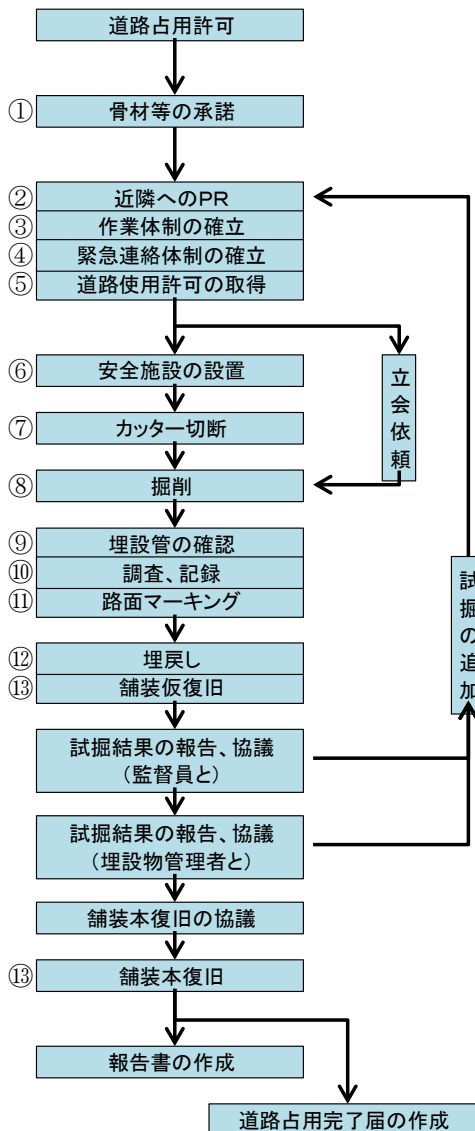 道路占用許可
① 骨材等の承諾
② 近隣へのPR
③ 作業体制の確立
④ 緊急連絡体制の確立
⑤ 道路使用許可の取得
⑥ 安全施設の設置
立会依頼
⑦ カッター切断
⑧ 掘削
⑨ 埋設管の確認
⑩ 調査、記録
⑪ 路面マーキング
試掘の追加
⑫ 埋戻し
⑬ 舗装仮復旧
試掘結果の報告、協議
（監督員と）
試掘結果の報告、協議
（埋設物管理者と）
舗装本復旧の協議
⑬ 舗装本復旧
報告書の作成
道路占用完了届の作成